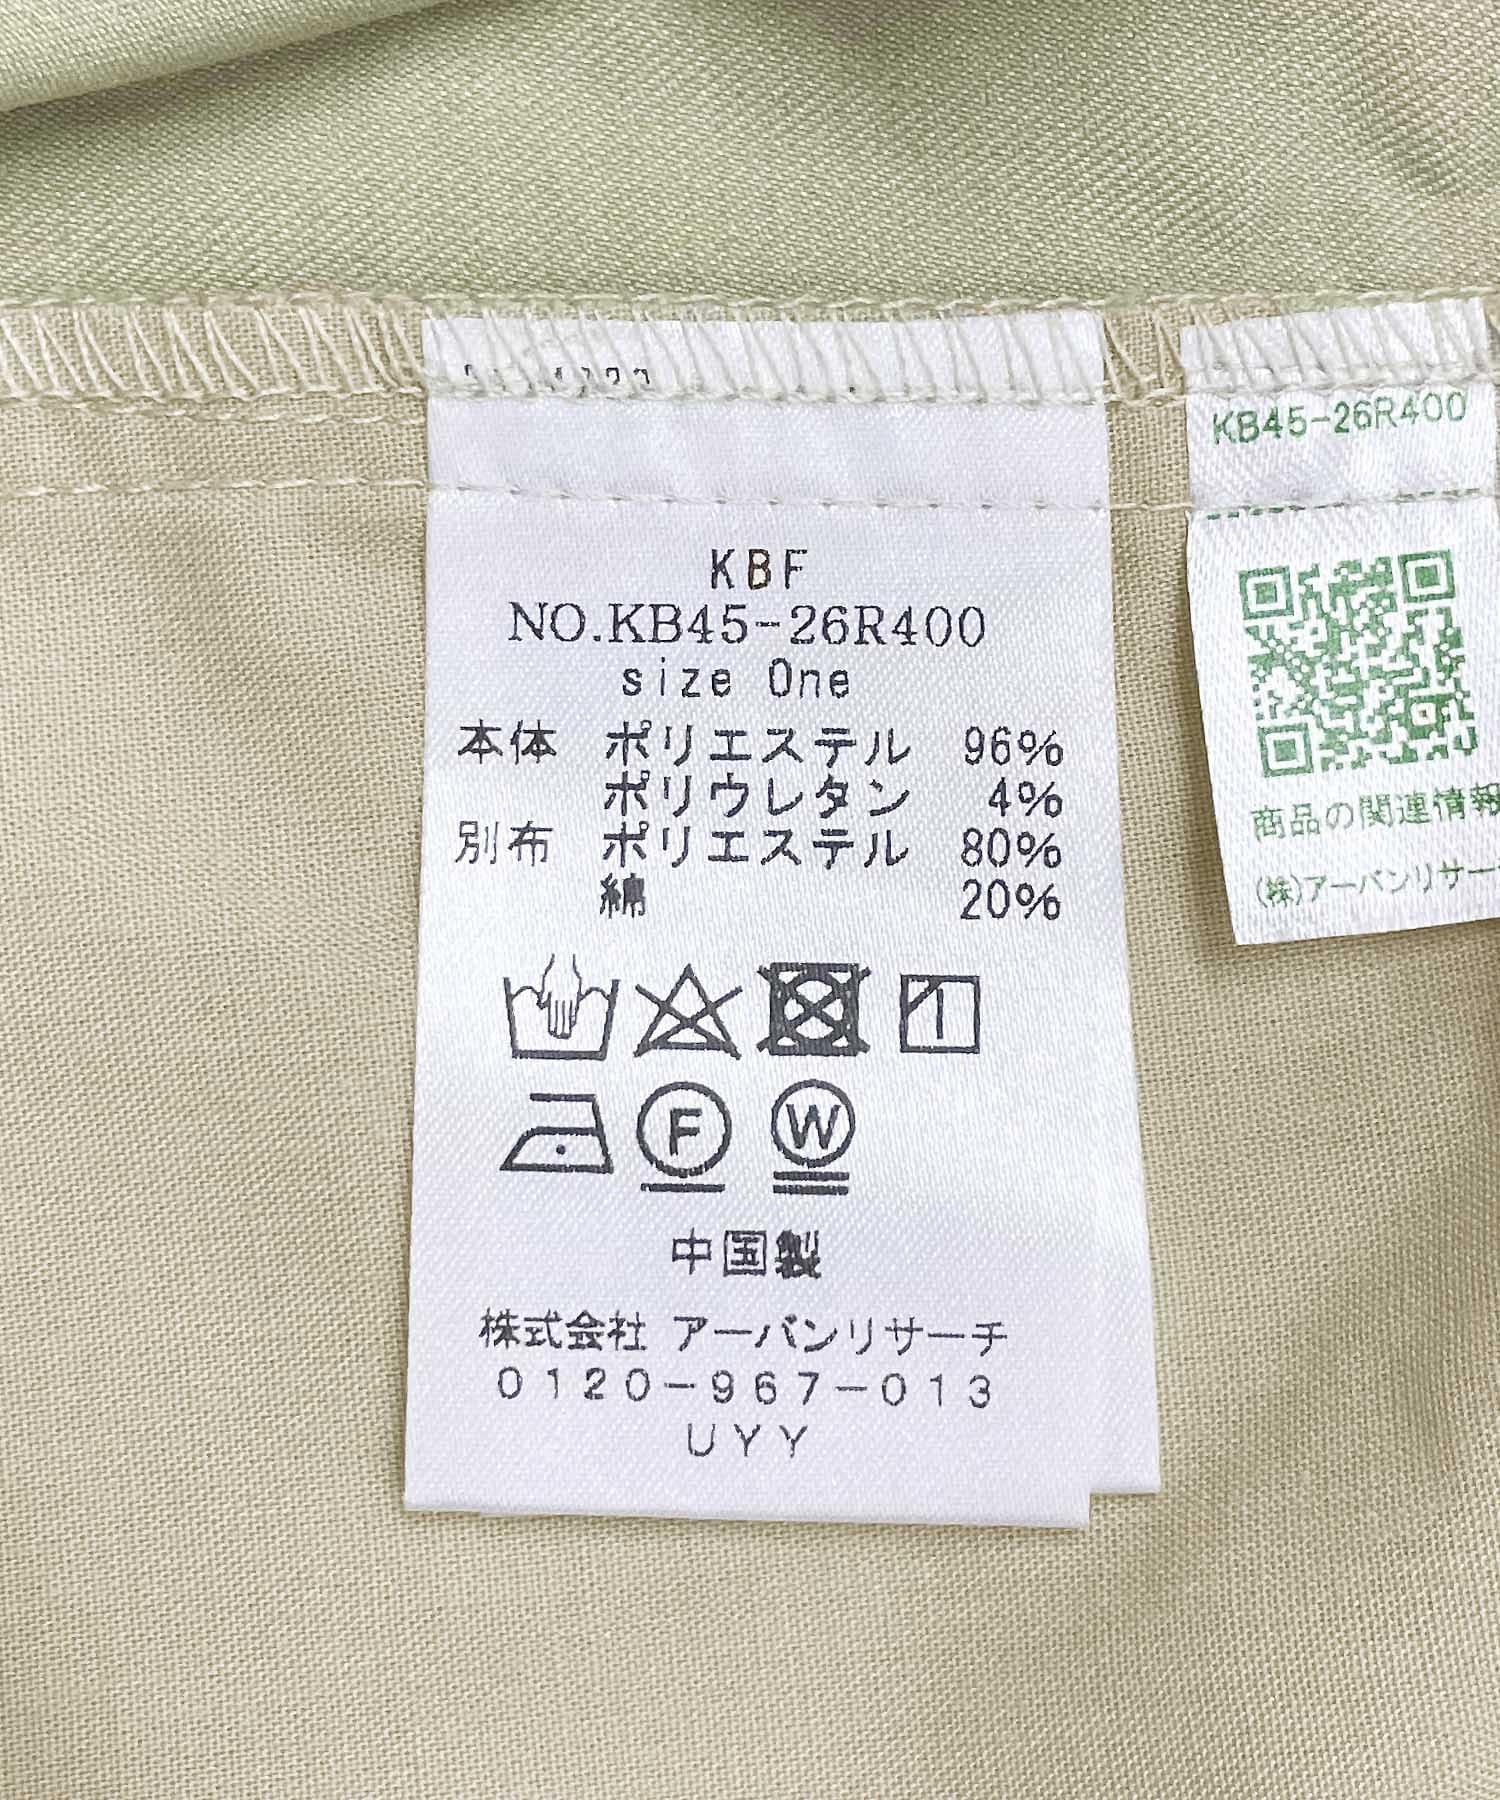 KBF
NO.KB45-26R400
size One
本体 ポリエステル 96%
ポリウレタン 4%
別布 ポリエステル 80%
綿 20%
F W
中国製
株式会社 アーバンリサーチ
0120-967-013
UYY
KB45-26R400
商品の関連情報
(株)アーバンリサー